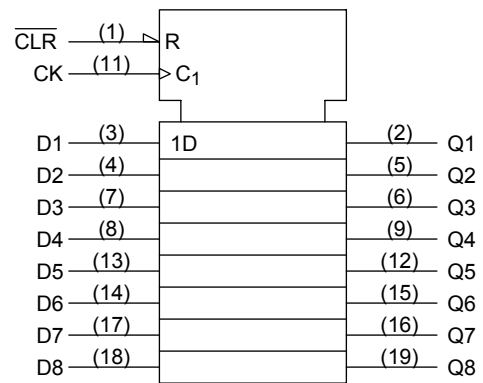 C̅L̅R̅ (1) R
CK (11) C1
D1 (3) 1D (2) Q1
D2 (4) (5) Q2
D3 (7) (6) Q3
D4 (8) (9) Q4
D5 (13) (12) Q5
D6 (14) (15) Q6
D7 (17) (16) Q7
D8 (18) (19) Q8